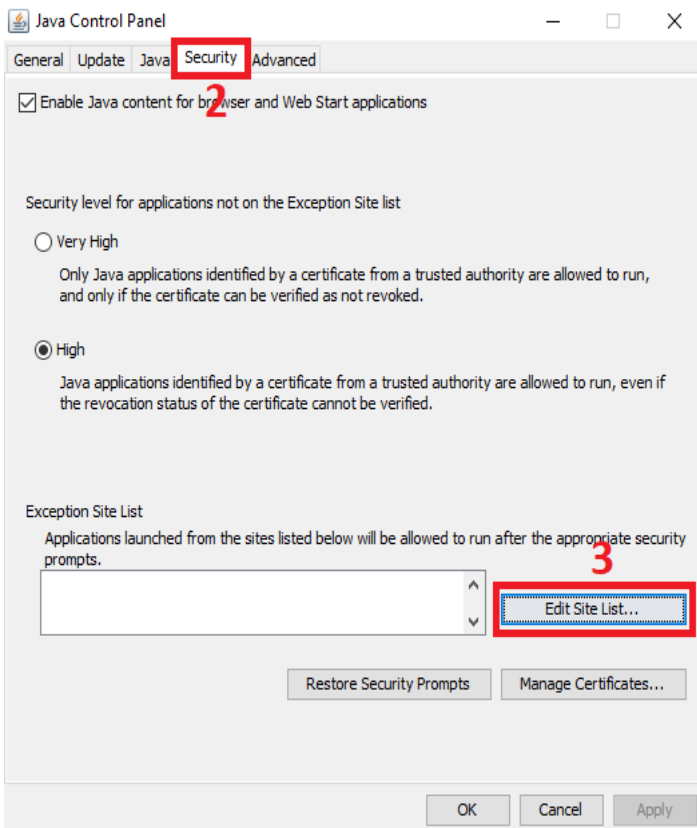 Java Control Panel
General Update Java Security Advanced
2
Enable Java content for browser and Web Start applications
Security level for applications not on the Exception Site list
Very High
Only Java applications identified by a certificate from a trusted authority are allowed to run,
and only if the certificate can be verified as not revoked.
High
Java applications identified by a certificate from a trusted authority are allowed to run, even if
the revocation status of the certificate cannot be verified.
Exception Site List
Applications launched from the sites listed below will be allowed to run after the appropriate security
prompts.
3
Edit Site List...
Restore Security Prompts Manage Certificates...
OK Cancel Apply